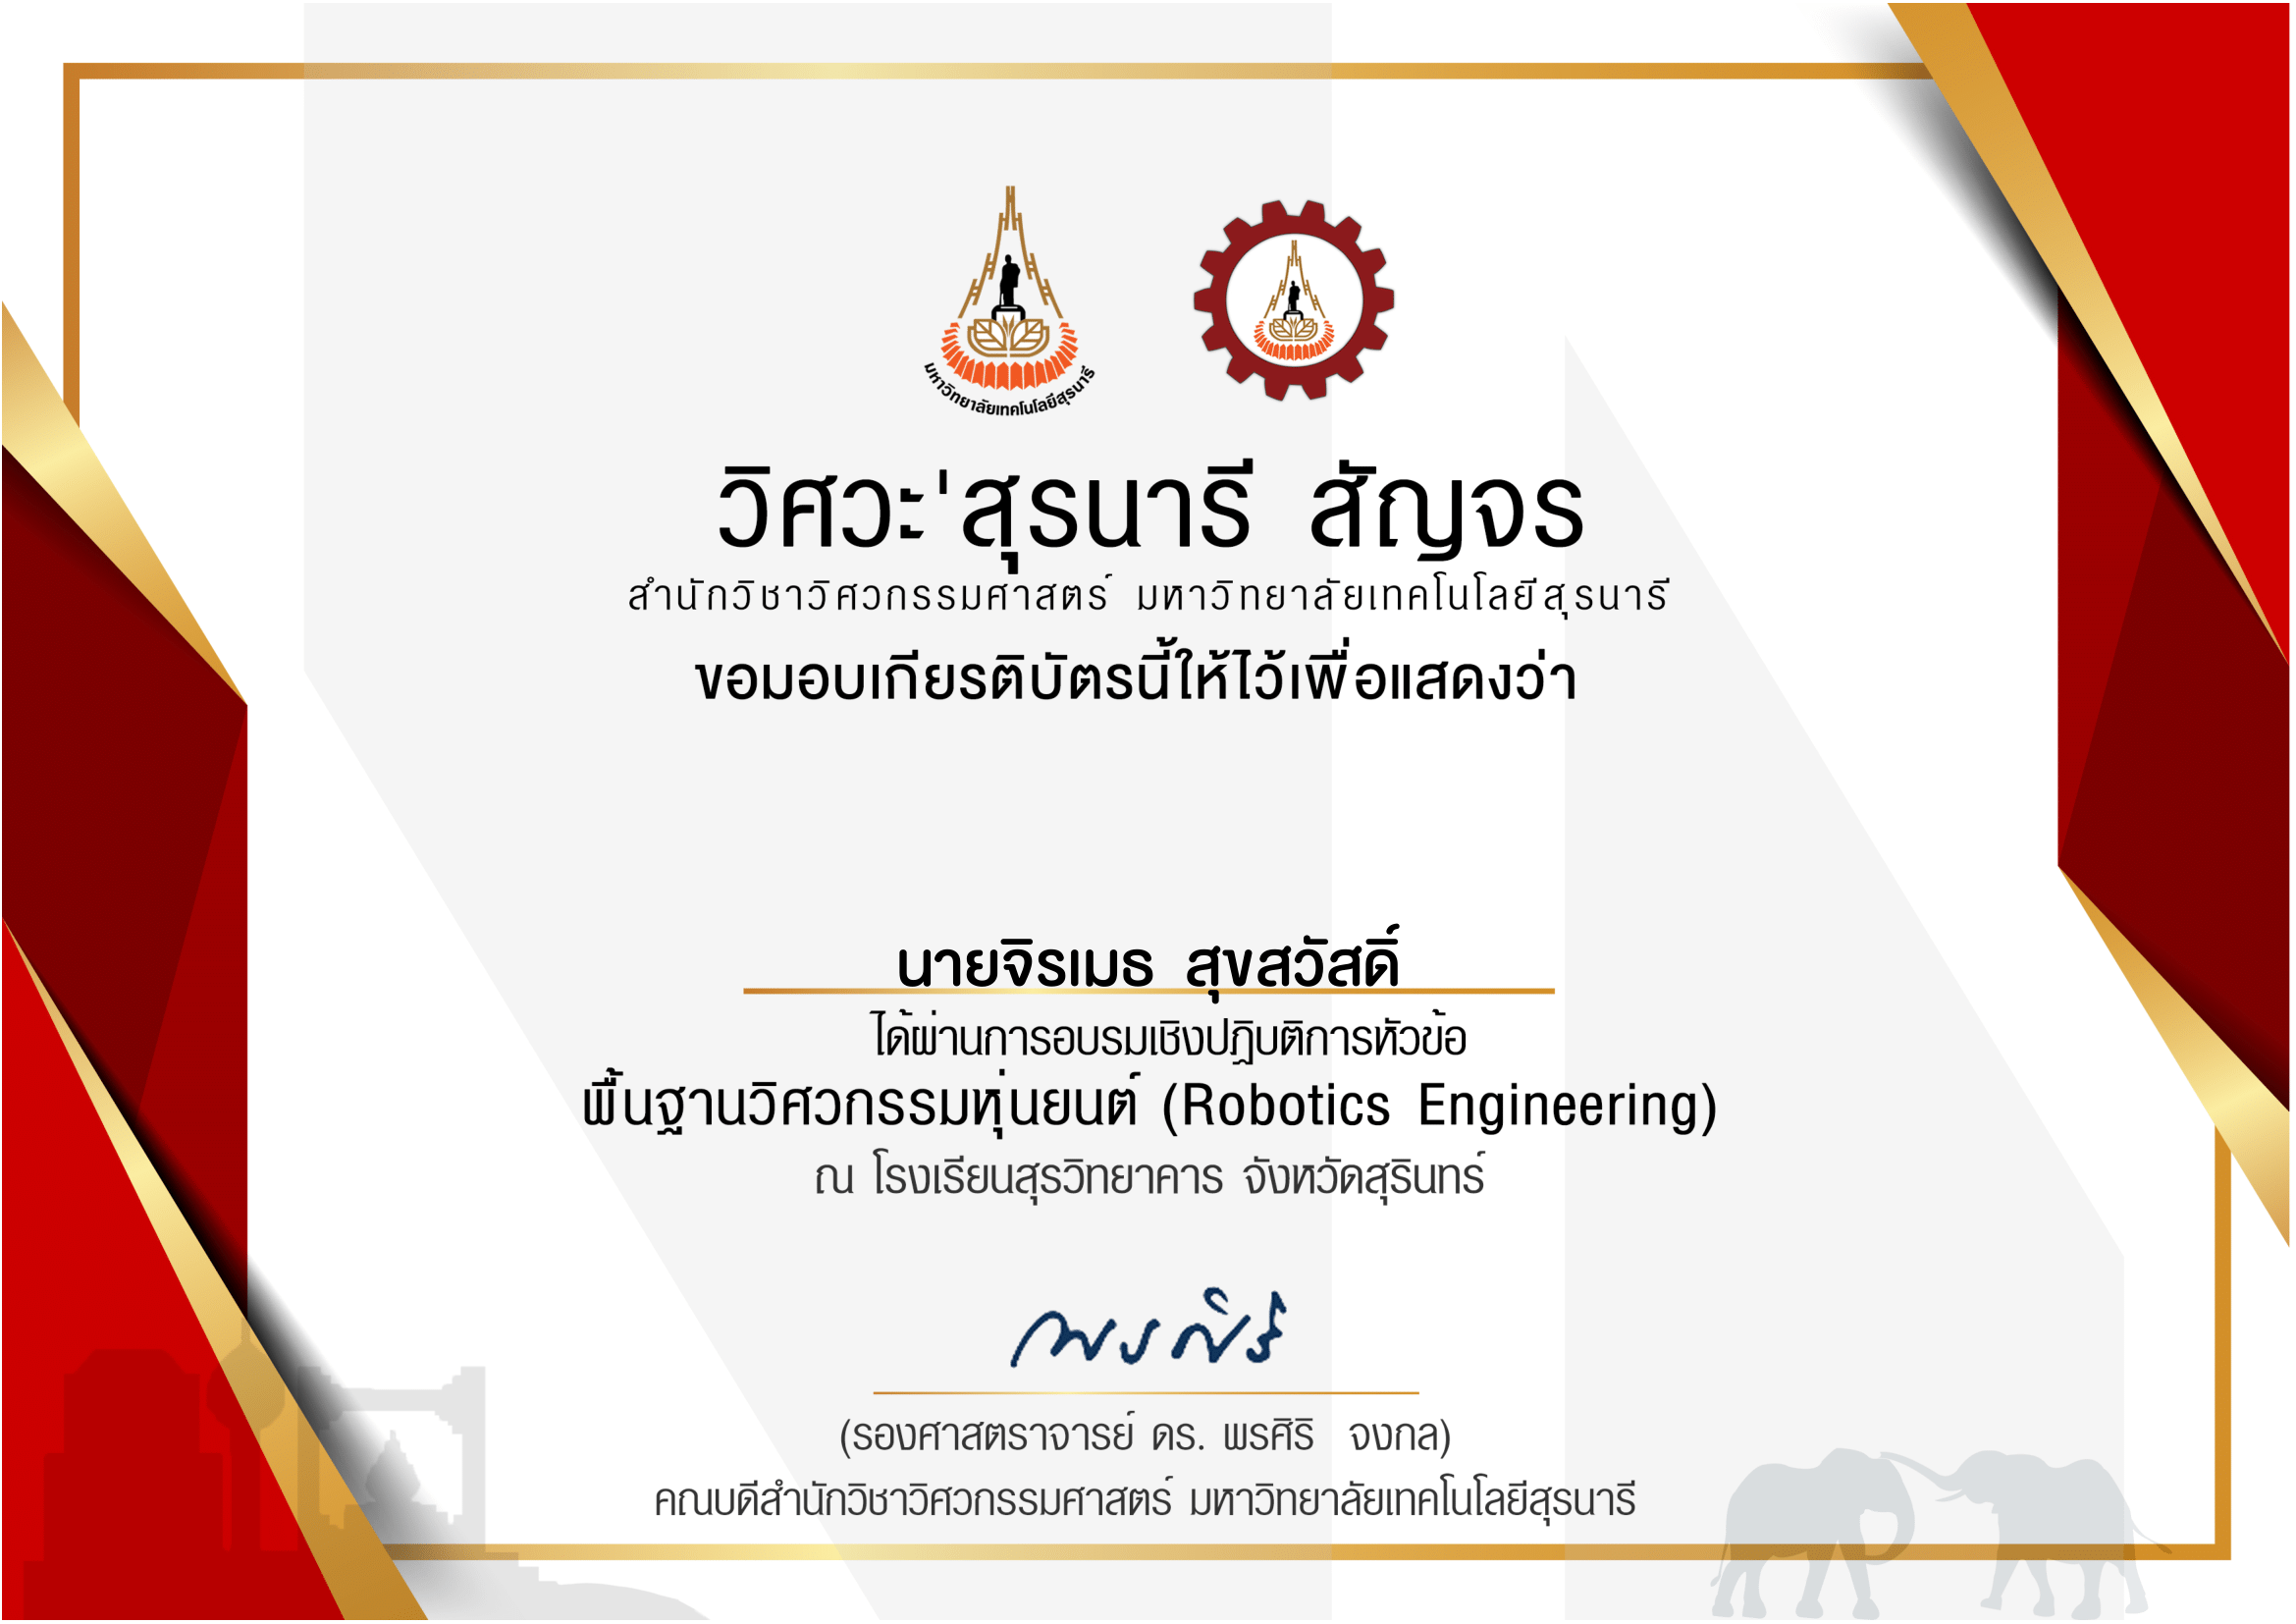 มหาวิทยาลัยเทคโนโลยีสุรนารี
วิศวะ'สุรนารี สัญจร
สำนักวิชาวิศวกรรมศาสตร์ มหาวิทยาลัยเทคโนโลยีสุรนารี
ขอมอบเกียรติบัตรนี้ให้ไว้เพื่อแสดงว่า
นายจิรเมธ สุขสวัสดิ์
ได้ผ่านการอบรมเชิงปฏิบัติการหัวข้อ
พื้นฐานวิศวกรรมหุ่นยนต์ (Robotics Engineering)
ณ โรงเรียนสุรวิทยาคาร จังหวัดสุรินทร์
พรศิริ
(รองศาสตราจารย์ ดร. พรศิริ จงกล)
คณบดีสำนักวิชาวิศวกรรมศาสตร์ มหาวิทยาลัยเทคโนโลยีสุรนารี